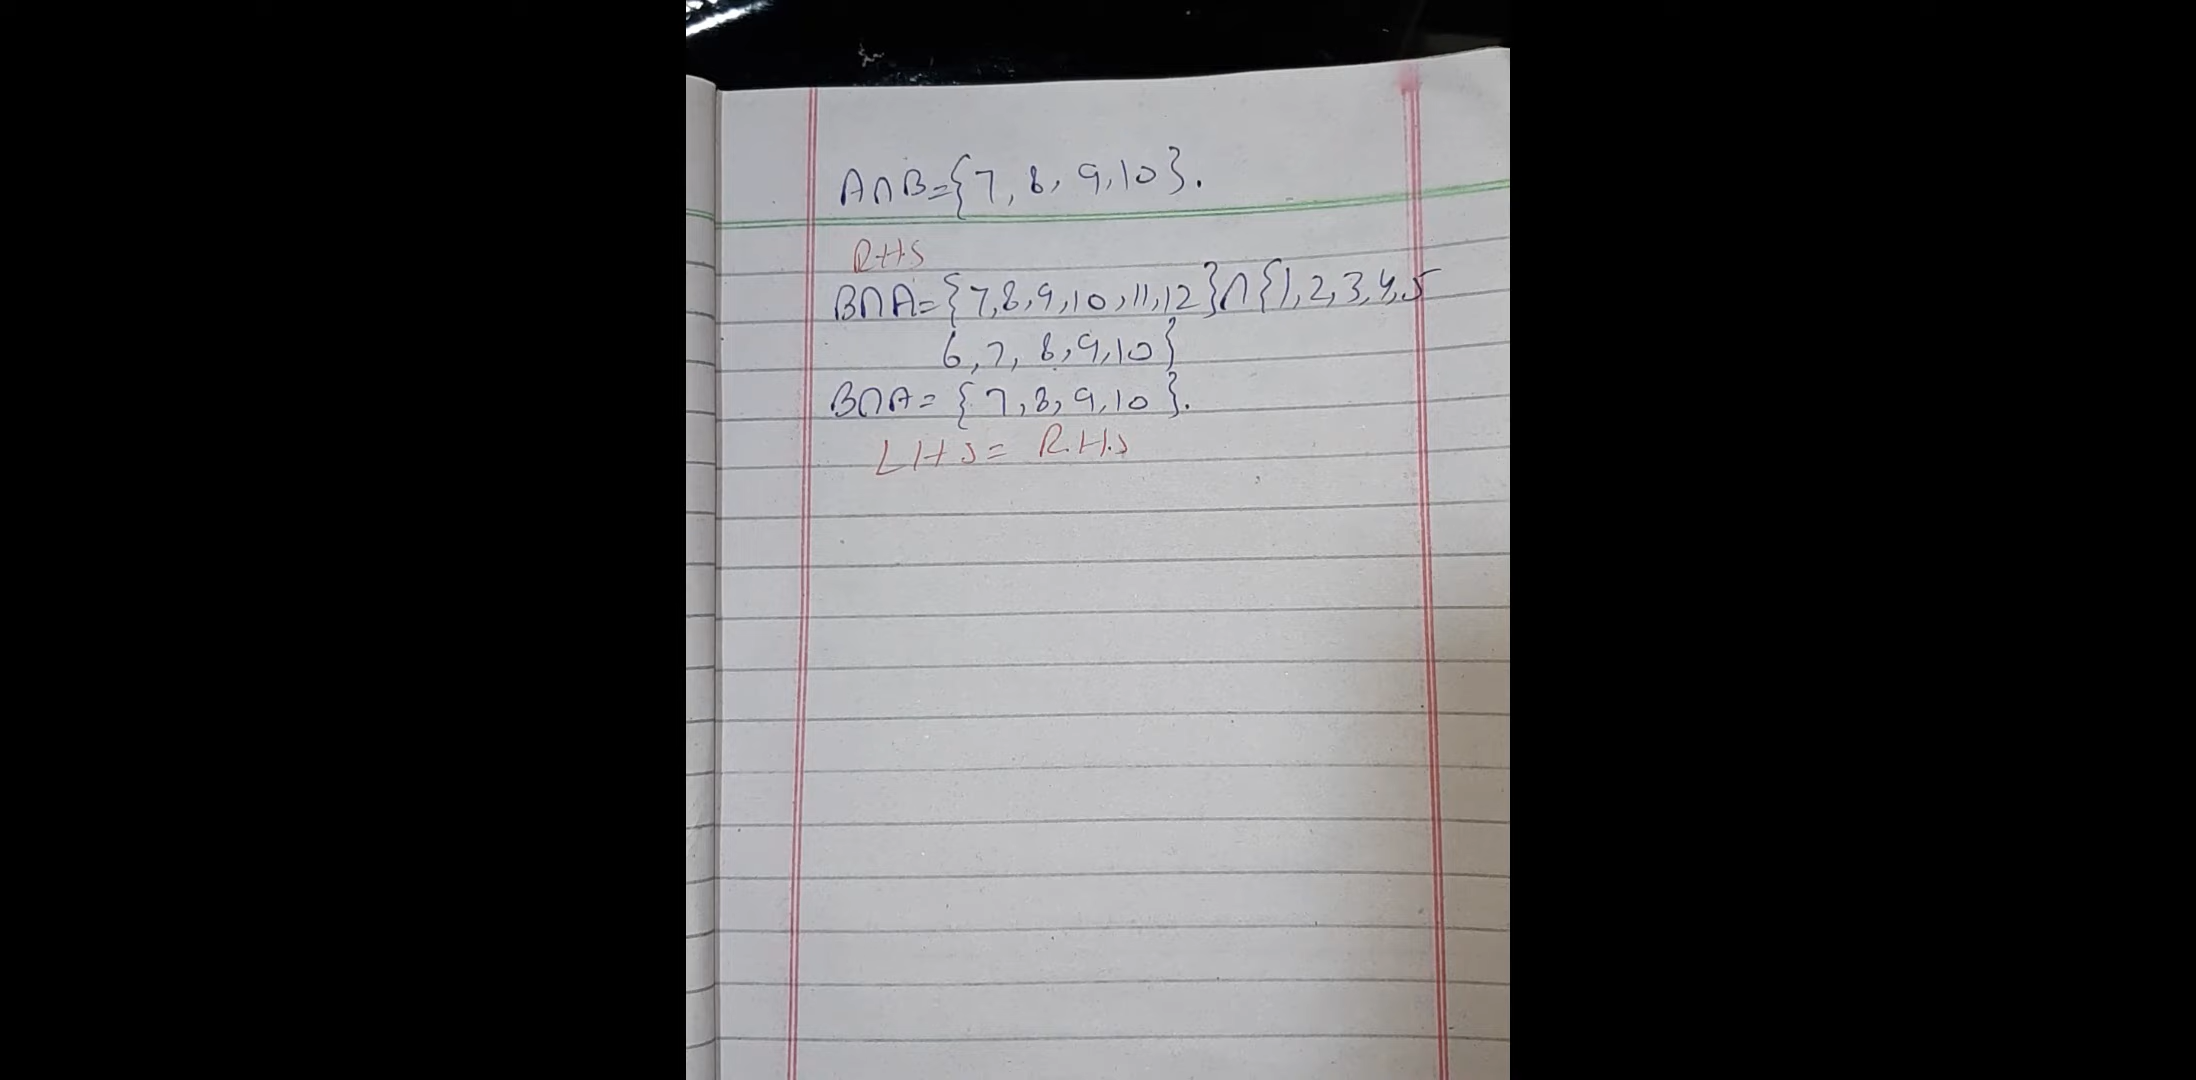 A∩B={7, 8, 9,10}.
RHS
B∩A={7,8,9,10,11,12}∩{1,2,3,4,5
6,7, 8,9,10}
B∩A= {7,8,9,10}.
LHS= R.H.S